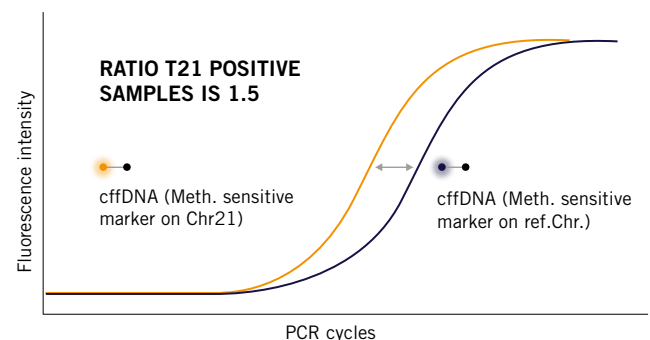 RATIO T21 POSITIVE
SAMPLES IS 1.5
Fluorescence intensity
cffDNA (Meth. sensitive
marker on Chr21)
cffDNA (Meth. sensitive
marker on ref.Chr.)
PCR cycles